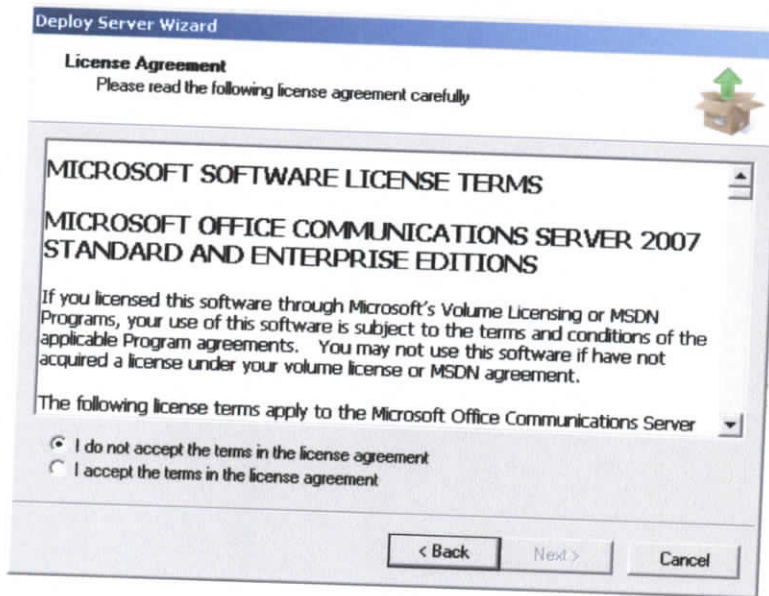 Deploy Server Wizard
License Agreement
Please read the following license agreement carefully
MICROSOFT SOFTWARE LICENSE TERMS
MICROSOFT OFFICE COMMUNICATIONS SERVER 2007
STANDARD AND ENTERPRISE EDITIONS
If you licensed this software through Microsoft's Volume Licensing or MSDN
Programs, your use of this software is subject to the terms and conditions of the
applicable Program agreements. You may not use this software if have not
acquired a license under your volume license or MSDN agreement.
The following license terms apply to the Microsoft Office Communications Server
I do not accept the terms in the license agreement
I accept the terms in the license agreement
< Back Next > Cancel